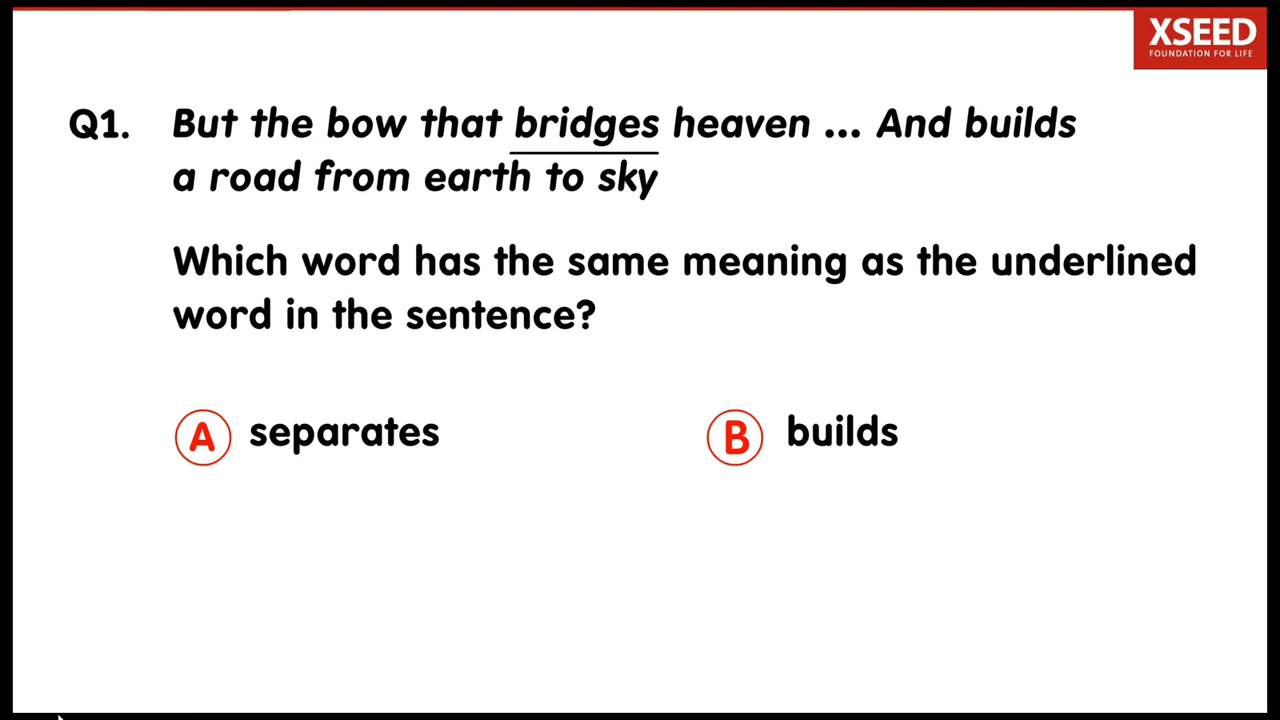 XSEED
FOUNDATION FOR LIFE
Q1. But the bow that bridges heaven ... And builds
a road from earth to sky
Which word has the same meaning as the underlined
word in the sentence?
A separates
B builds